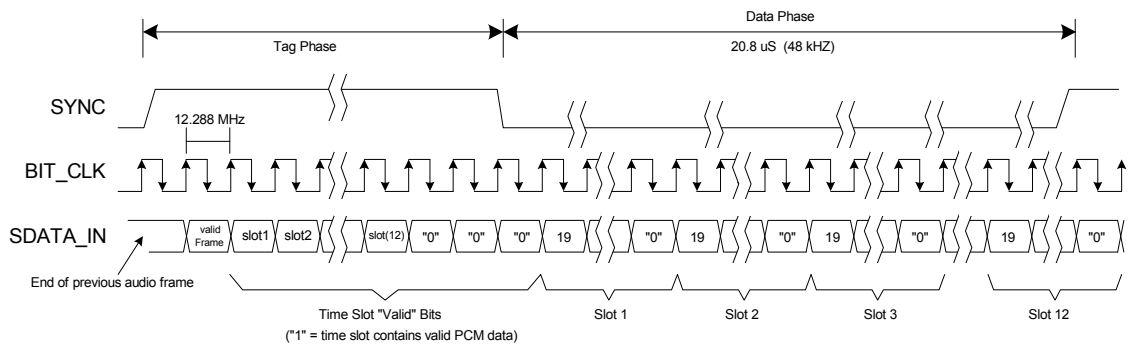 Data Phase
Tag Phase
20.8 uS (48 kHZ)
SYNC
12.288 MHz
BIT_CLK
SDATA_IN
valid Frame
slot1
slot2
slot(12)
"0"
"0"
"0"
19
"0"
19
"0"
19
"0"
19
"0"
End of previous audio frame
Time Slot "Valid" Bits
("1" = time slot contains valid PCM data)
Slot 1
Slot 2
Slot 3
Slot 12